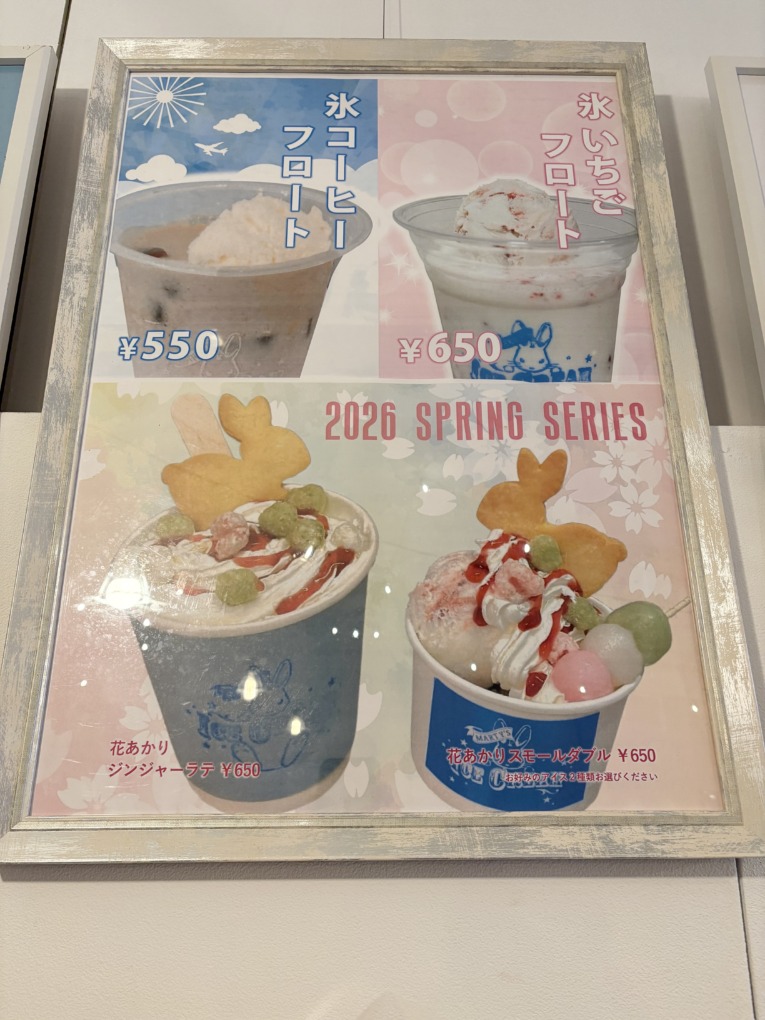 氷コーヒー
フロート
¥550
氷いちご
フロート
¥650
2026 SPRING SERIES
花あかり
ジンジャーラテ ¥650
MARTY'S
ICE CREAM
花あかりスモールダブル ¥650
お好みのアイス2種類お選びください